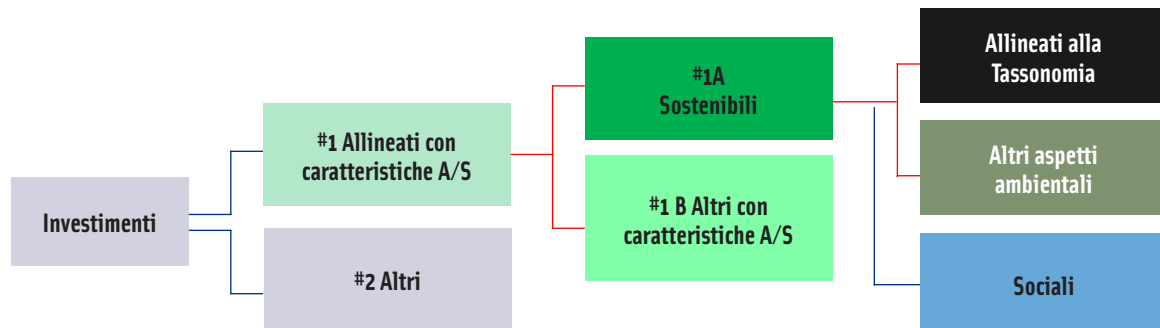 Investimenti
#1 Allineati con
caratteristiche A/S
#2 Altri
#1A
Sostenibili
#1 B Altri con
caratteristiche A/S
Allineati alla
Tassonomia
Altri aspetti
ambientali
Sociali